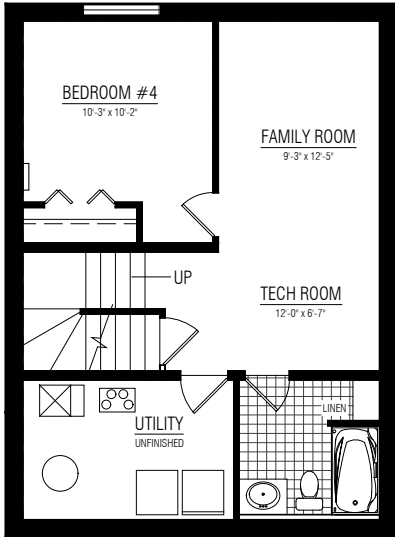 BEDROOM #4
10'-3" x 10'-2"
FAMILY ROOM
9'-3" x 12'-5"
UP
TECH ROOM
12'-0" x 6'-7"
LINEN
UTILITY
UNFINISHED